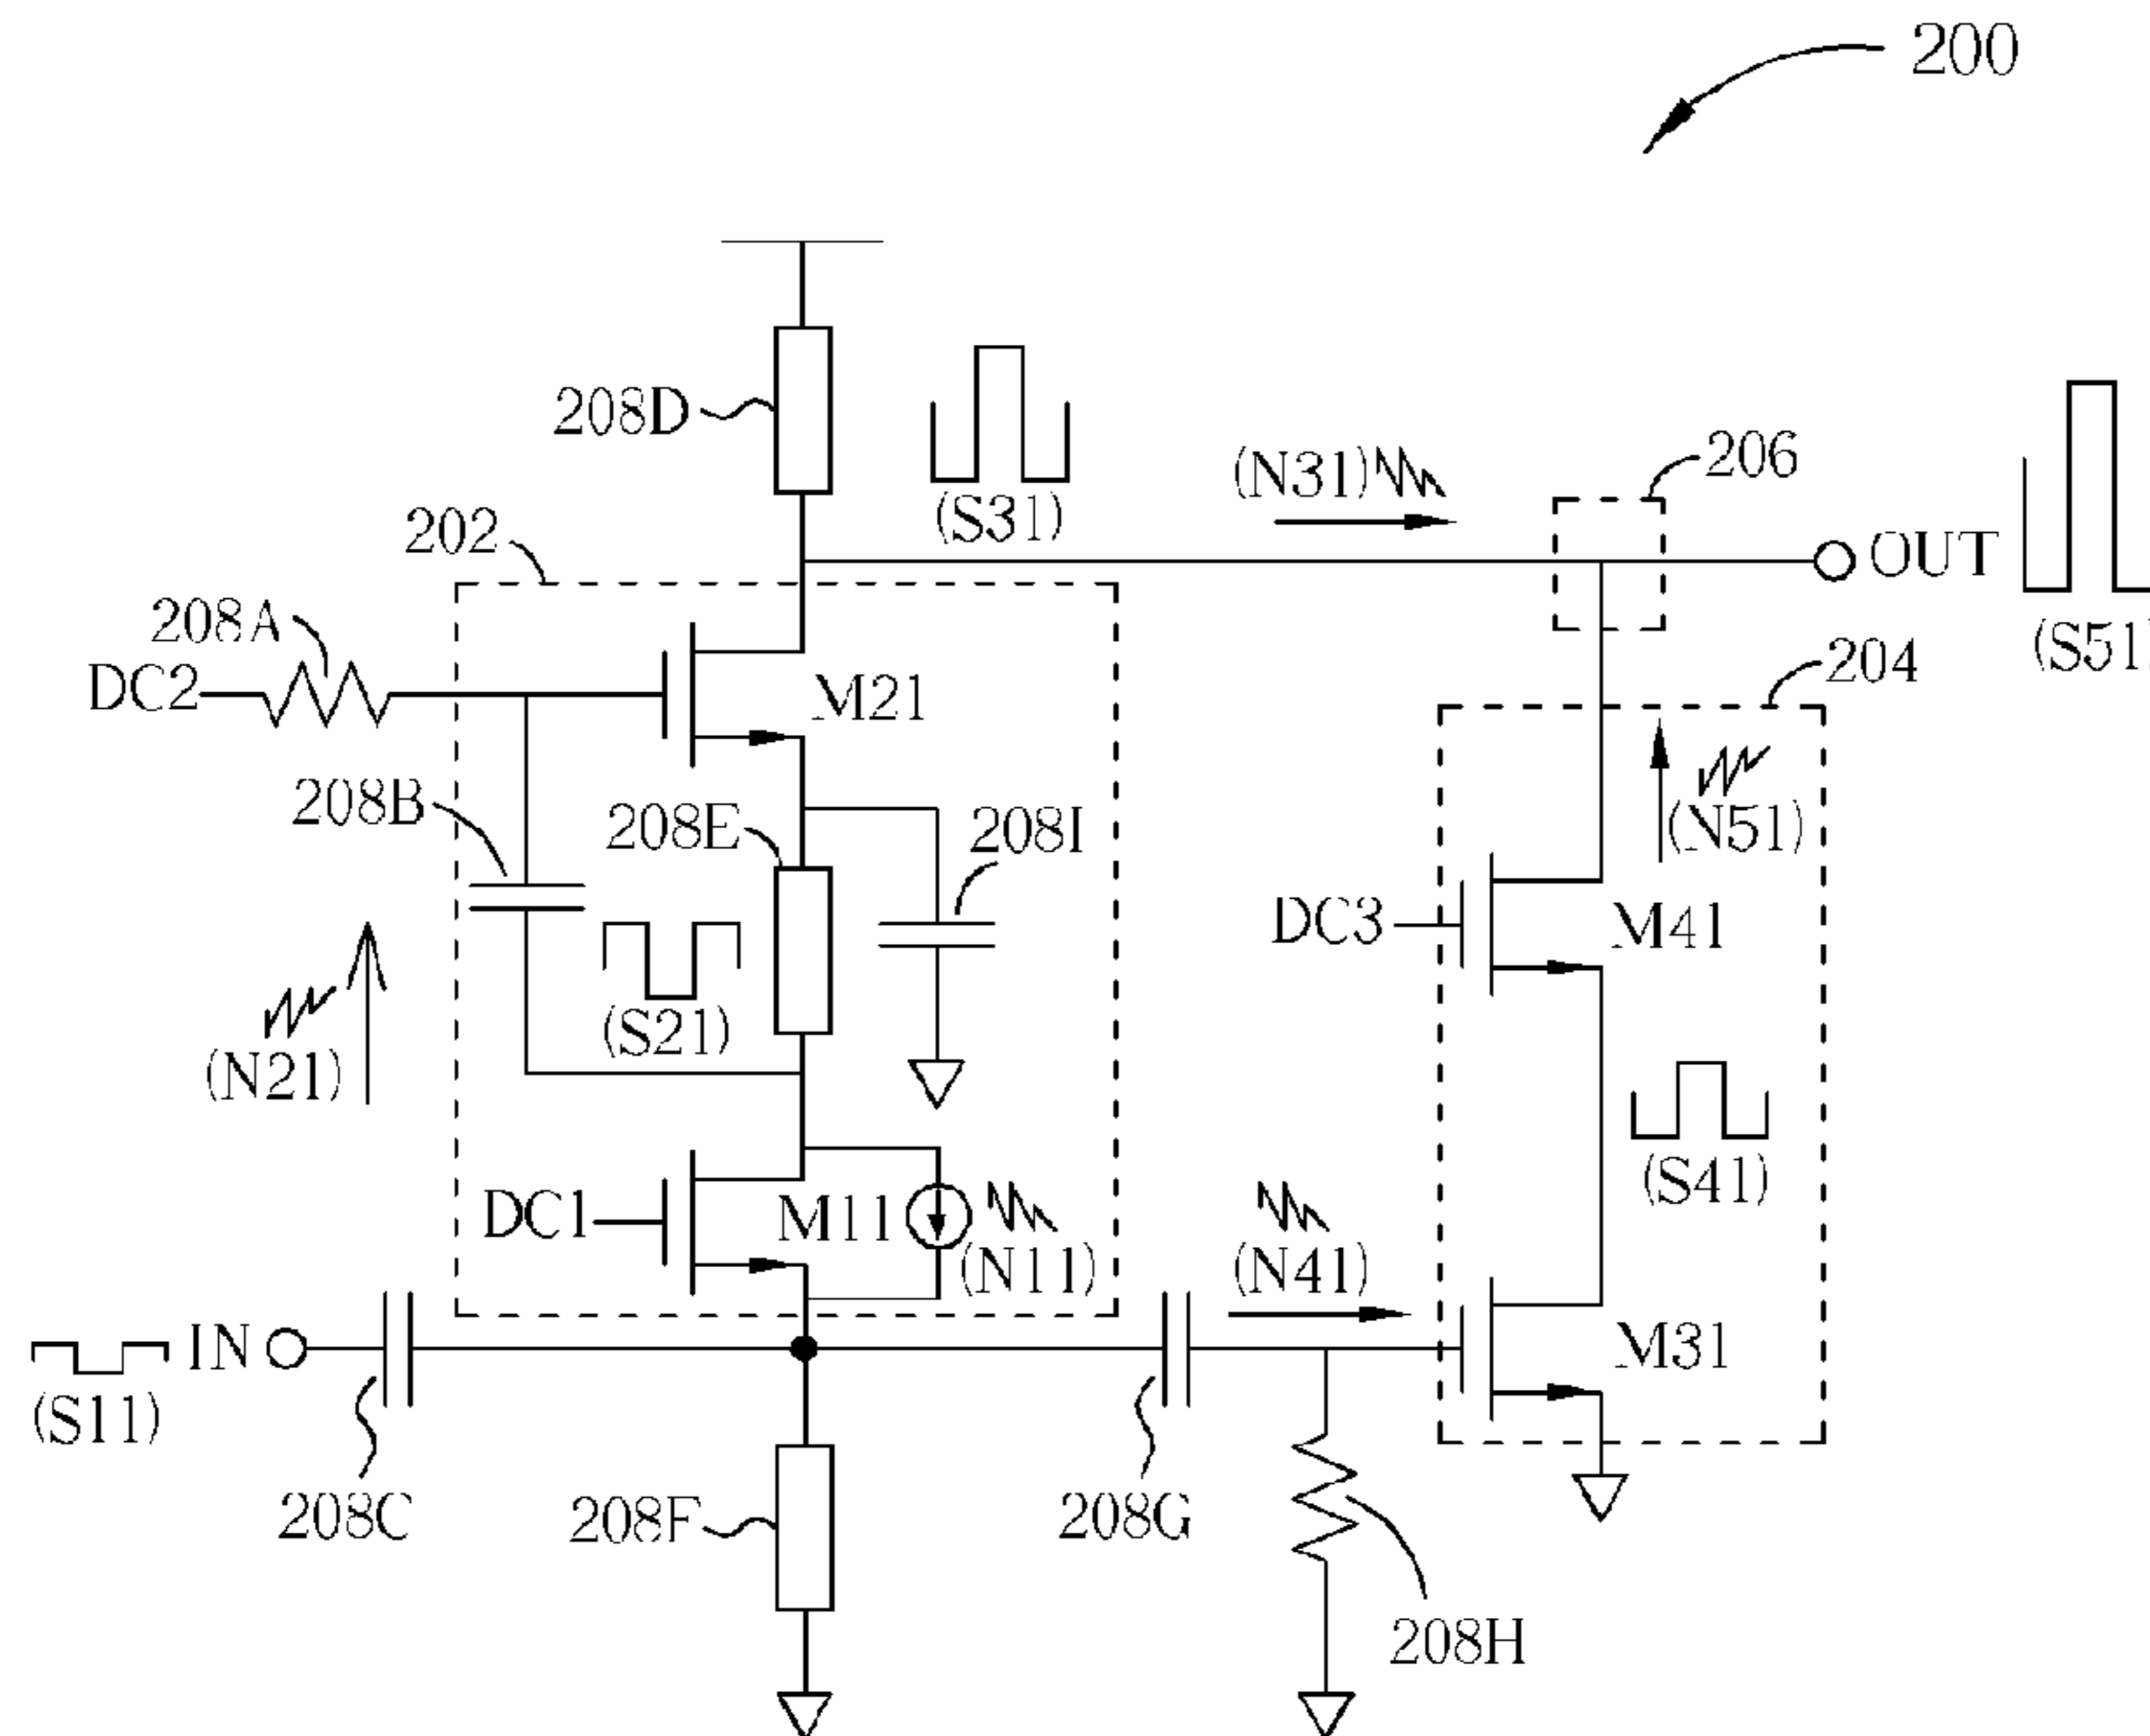 200
208D
(S31)
(N31)
206
OUT
(S51)
202
208A
DC2
M21
204
208B
208E
208I
(N51)
DC3
M41
(S21)
(N21)
(S41)
DC1
M11
(N11)
(N41)
IN
M31
(S11)
208C
208F
208G
208H